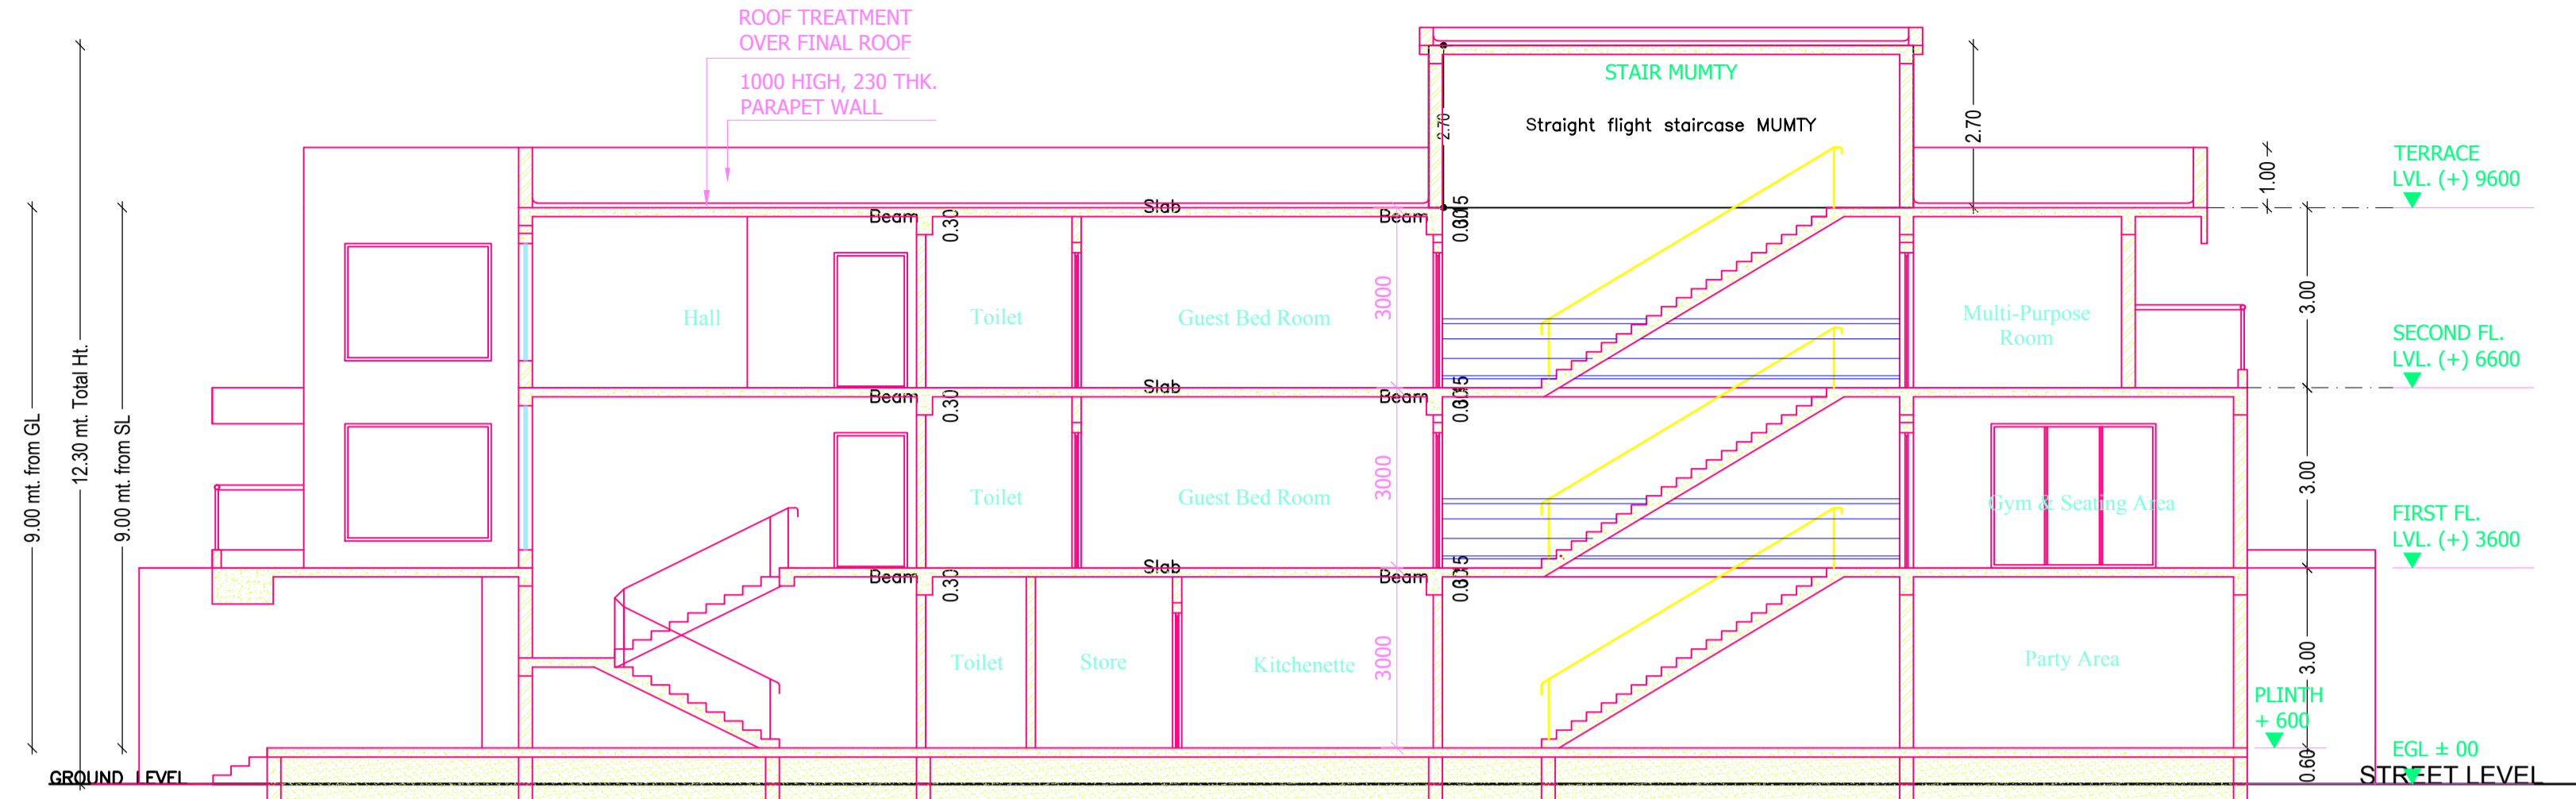 ROOF TREATMENT
OVER FINAL ROOF
1000 HIGH, 230 THK.
PARAPET WALL
STAIR MUMTY
Straight flight staircase MUMTY
2.70
2.70
1.00
TERRACE
LVL. (+) 9600
9.00 mt. from GL
12.30 mt. Total Ht.
9.00 mt. from SL
Beam
0.30
Slab
Beam
Hall
Toilet
Guest Bed Room
3000
Multi-Purpose
Room
3.00
SECOND FL.
LVL. (+) 6600
Beam
0.30
Slab
Beam
Toilet
Guest Bed Room
3000
Gym & Seating Area
3.00
FIRST FL.
LVL. (+) 3600
Beam
0.30
Slab
Beam
Toilet
Store
Kitchenette
3000
Party Area
3.00
PLINTH
+ 600
0.60
EGL ± 00
GROUND LEVEL
STREET LEVEL